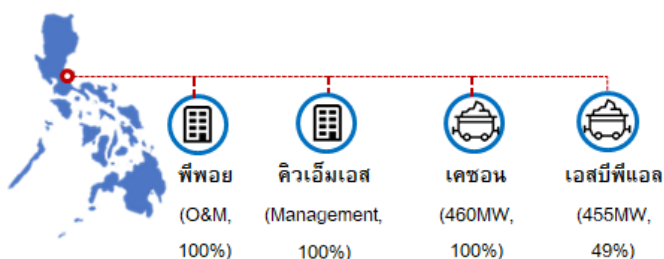 พีพอย คิวเอ็มเอส เคซอน เอสบีพีแอล
(O&M, (Management, (460MW, (455MW,
100%) 100%) 100%) 49%)